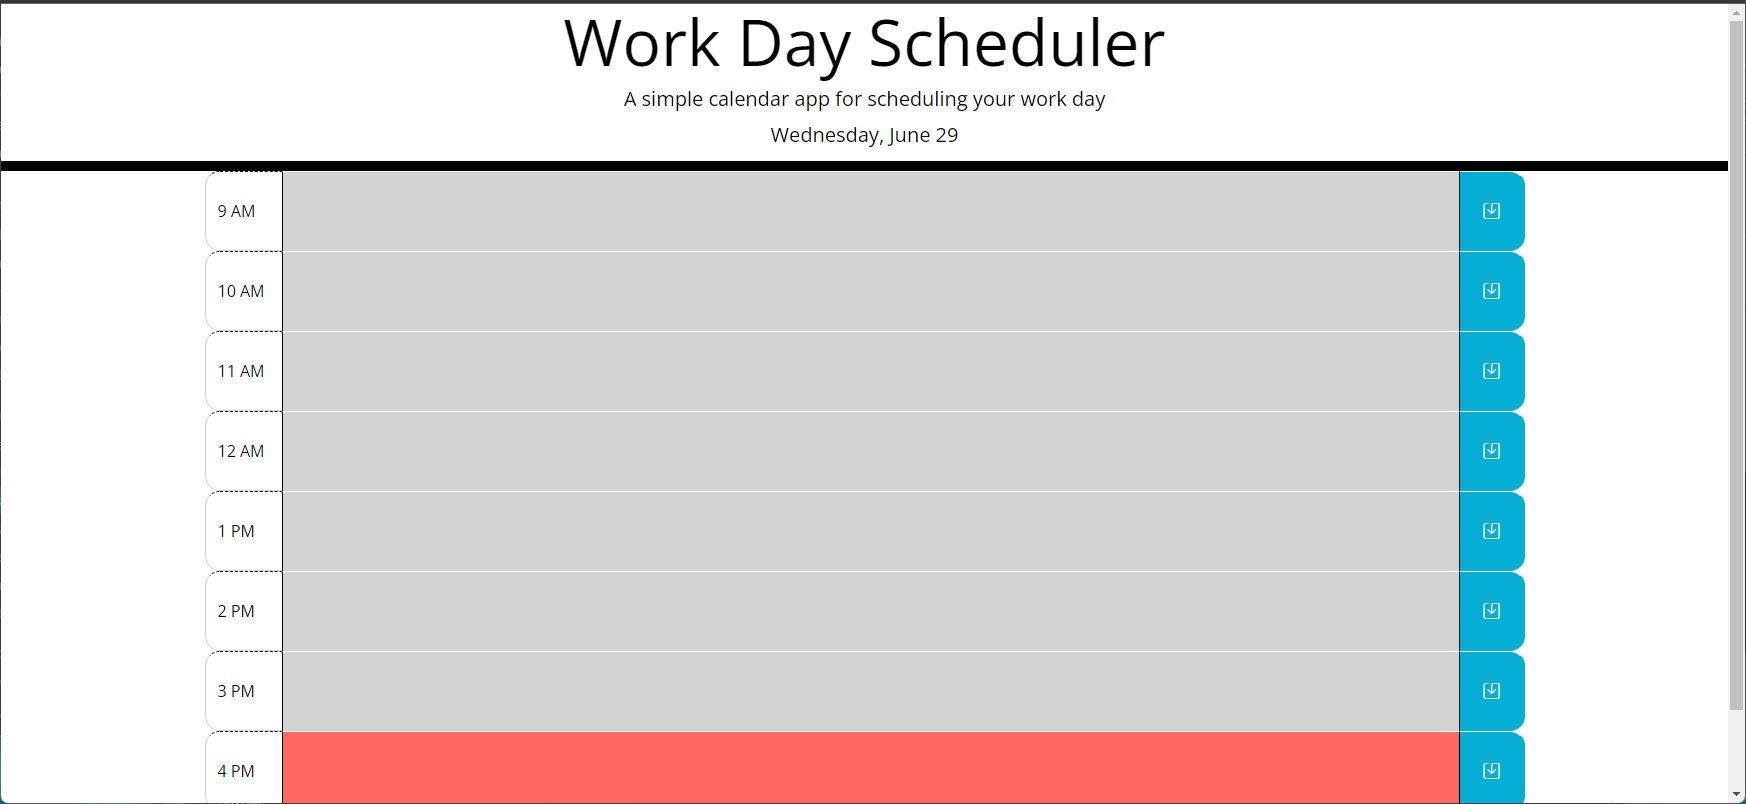 Work Day Scheduler
A simple calendar app for scheduling your work day
Wednesday, June 29
9 AM
10 AM
11 AM
12 AM
1 PM
2 PM
3 PM
4 PM